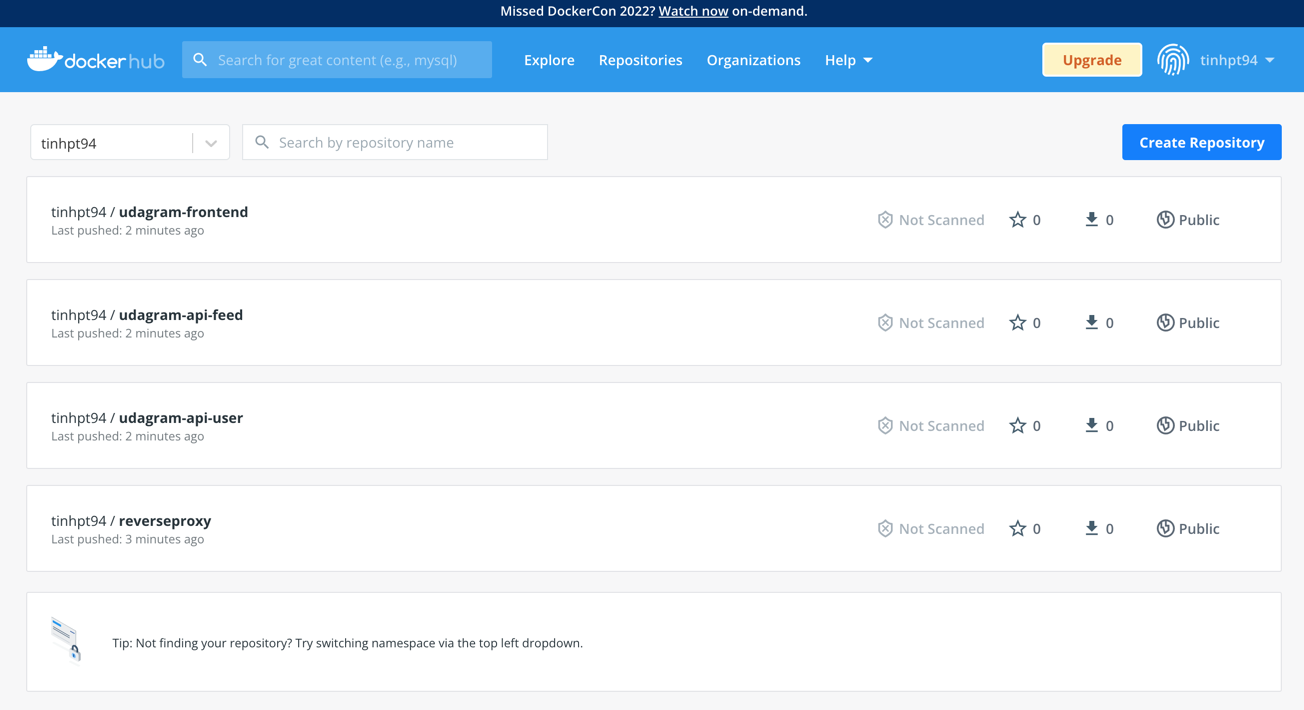 Missed DockerCon 2022? Watch now on-demand.
dockerhub Search for great content (e.g., mysql) Explore Repositories Organizations Help Upgrade tinhpt94
tinhpt94 Search by repository name Create Repository
tinhpt94 / udagram-frontend
Last pushed: 2 minutes ago
Not Scanned 0 0 Public
tinhpt94 / udagram-api-feed
Last pushed: 2 minutes ago
Not Scanned 0 0 Public
tinhpt94 / udagram-api-user
Last pushed: 2 minutes ago
Not Scanned 0 0 Public
tinhpt94 / reverseproxy
Last pushed: 3 minutes ago
Not Scanned 0 0 Public
Tip: Not finding your repository? Try switching namespace via the top left dropdown.